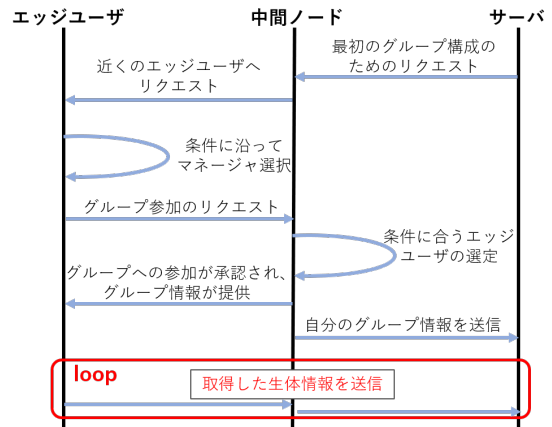 エッジユーザ
中間ノード
サーバ
最初のグループ構成の
ためのリクエスト
近くのエッジユーザへ
リクエスト
条件に沿って
マネージャ選択
グループ参加のリクエスト
条件に合うエッジ
ユーザの選定
グループへの参加が承認され、
グループ情報が提供
自分のグループ情報を送信
loop
取得した生体情報を送信